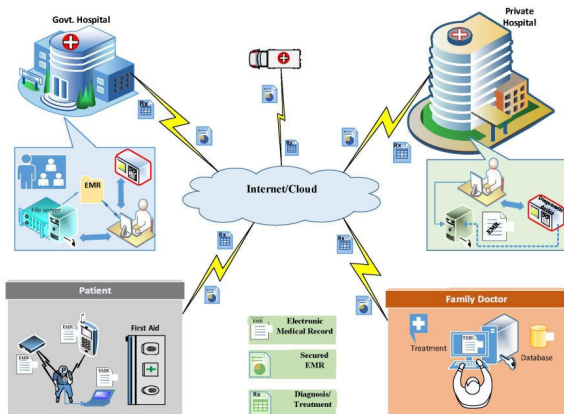 Govt. Hospital
Private
Hospital
Rx
Rx
Rx
Internet/Cloud
EMR
File server
EMR
Patient
First Aid
EMR
EMR
EMR
Rx
Rx
EMR
Electronic
Medical Record
Secured
EMR
Rx
Diagnosis/
Treatment
Family Doctor
Treatment
EMR
Database